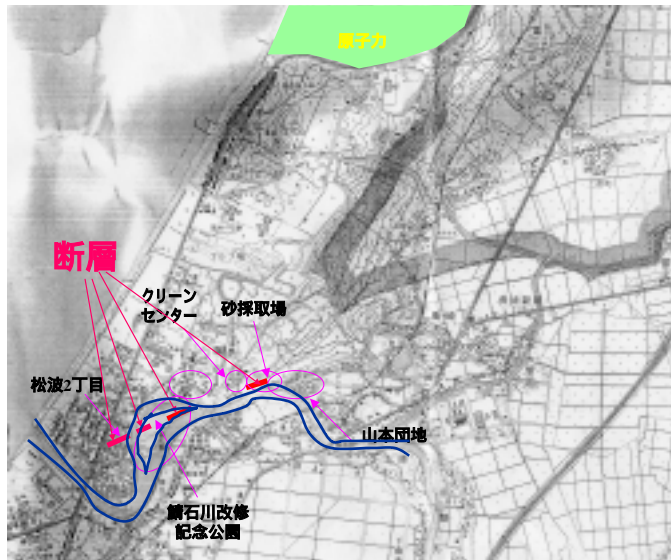 原子力
断層
クリーン
センター
砂採取場
松波2丁目
山本団地
鯖石川改修
記念公園